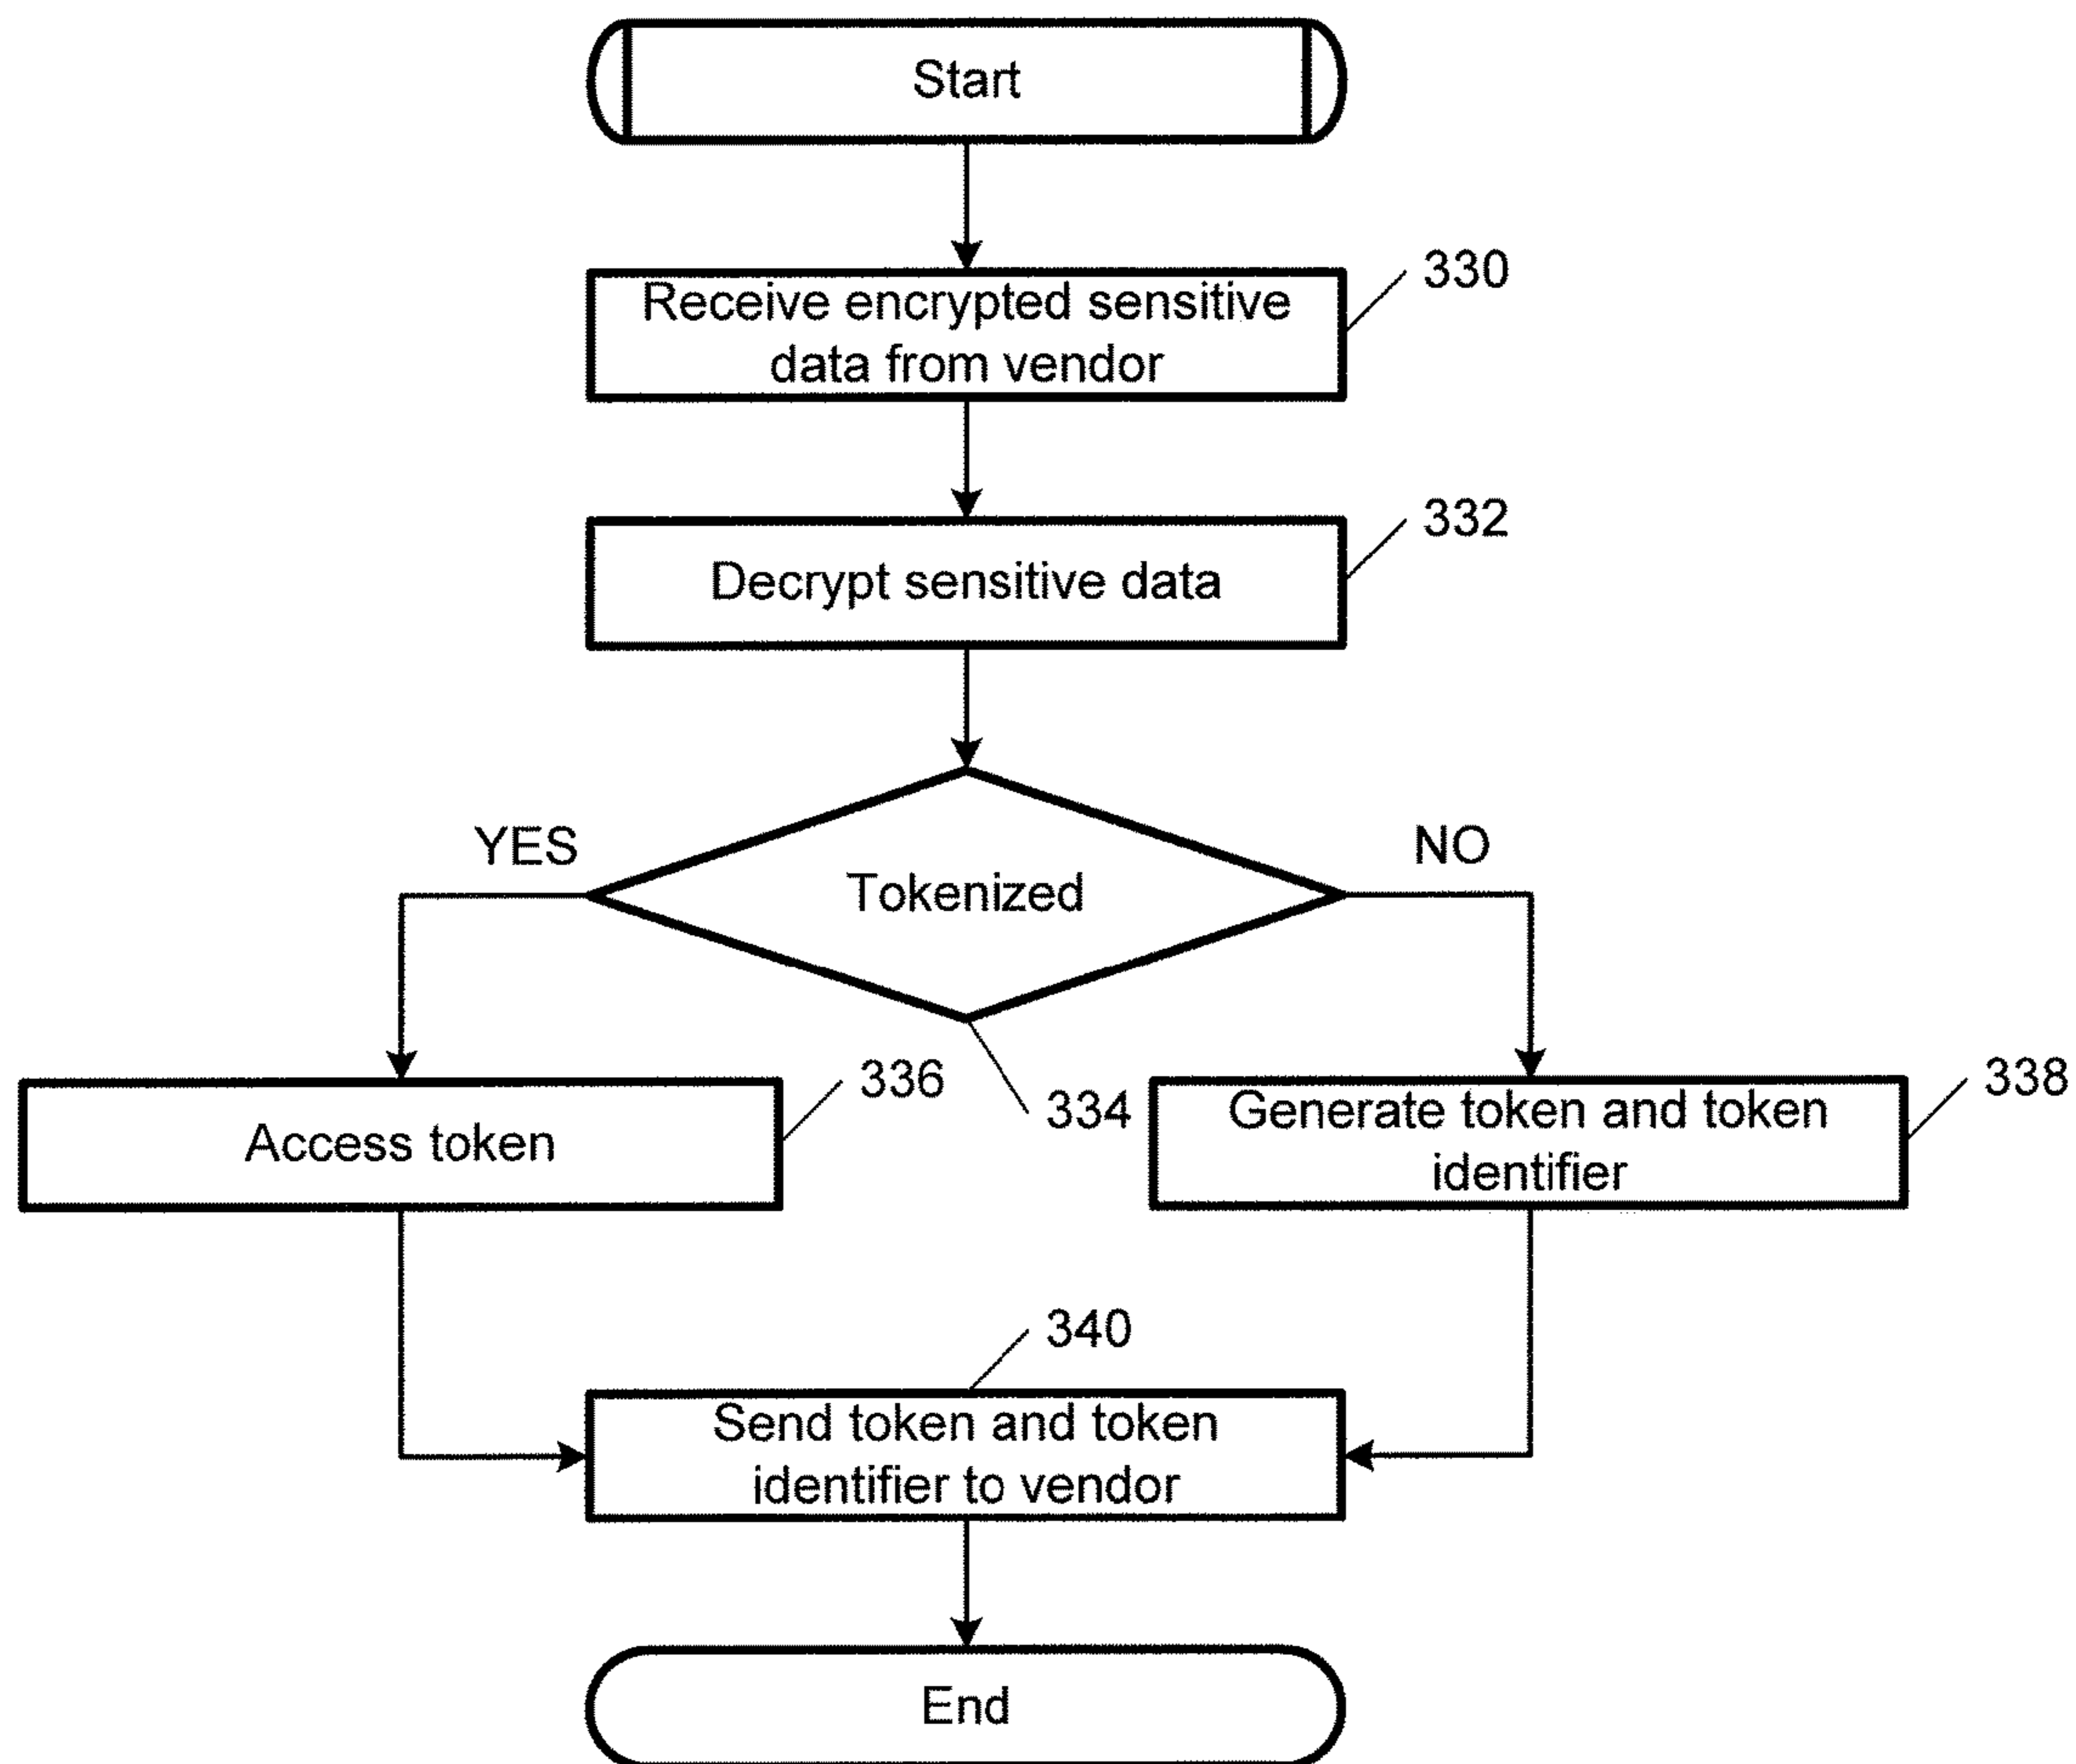 Start
330
Receive encrypted sensitive
data from vendor
332
Decrypt sensitive data
YES
NO
Tokenized
336
334
338
Access token
Generate token and token
identifier
340
Send token and token
identifier to vendor
End